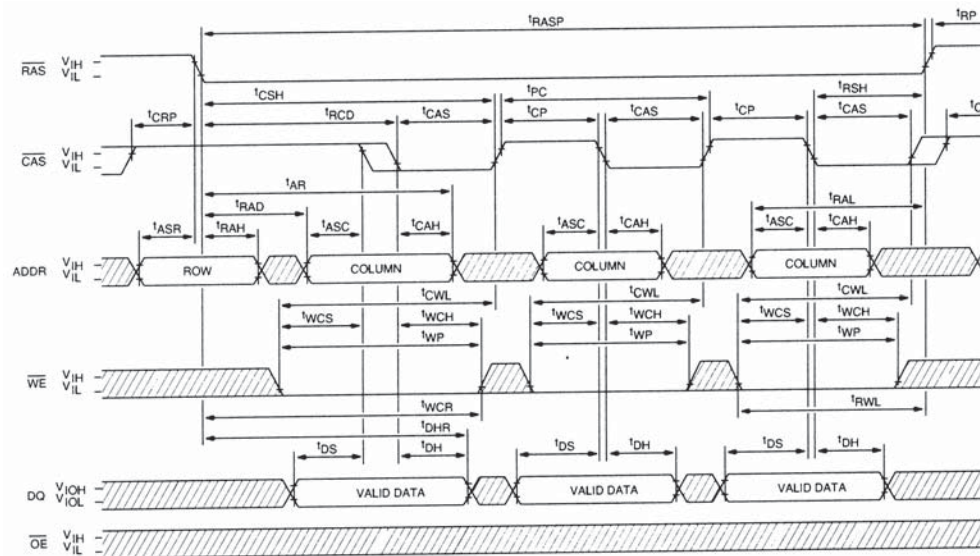 tRASP
tRP
RAS VIH
VIL
tCSH
tPC
tRSH
tCRP
tRCD
tCAS
tCP
tCAS
tCP
tCAS
CAS VIH
VIL
tAR
tRAD
tRAL
tASR
tRAH
tASC
tCAH
tASC
tCAH
tASC
tCAH
ADDR VIH
VIL
ROW
COLUMN
COLUMN
COLUMN
tCWL
tCWL
tCWL
tWCS
tWCH
tWCS
tWCH
tWCS
tWCH
tWP
tWP
tWP
WE VIH
VIL
tWCR
tRWL
tDHR
tDS
tDH
tDS
tDH
tDS
tDH
DQ VIOH
VIOL
VALID DATA
VALID DATA
VALID DATA
OE VIH
VIL